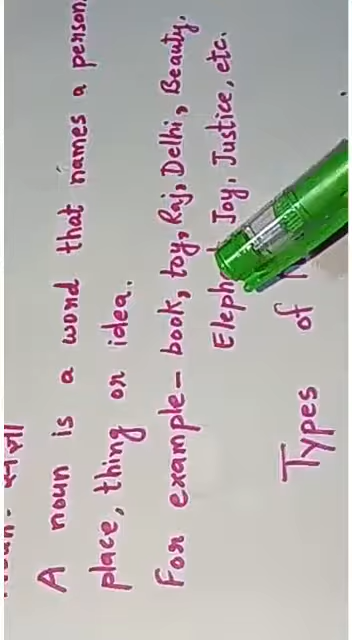 A noun is a word that names a person,
place, thing or idea.
For example- book, toy, Raj, Delhi, Beauty,
Joy, Justice, etc.
Types of